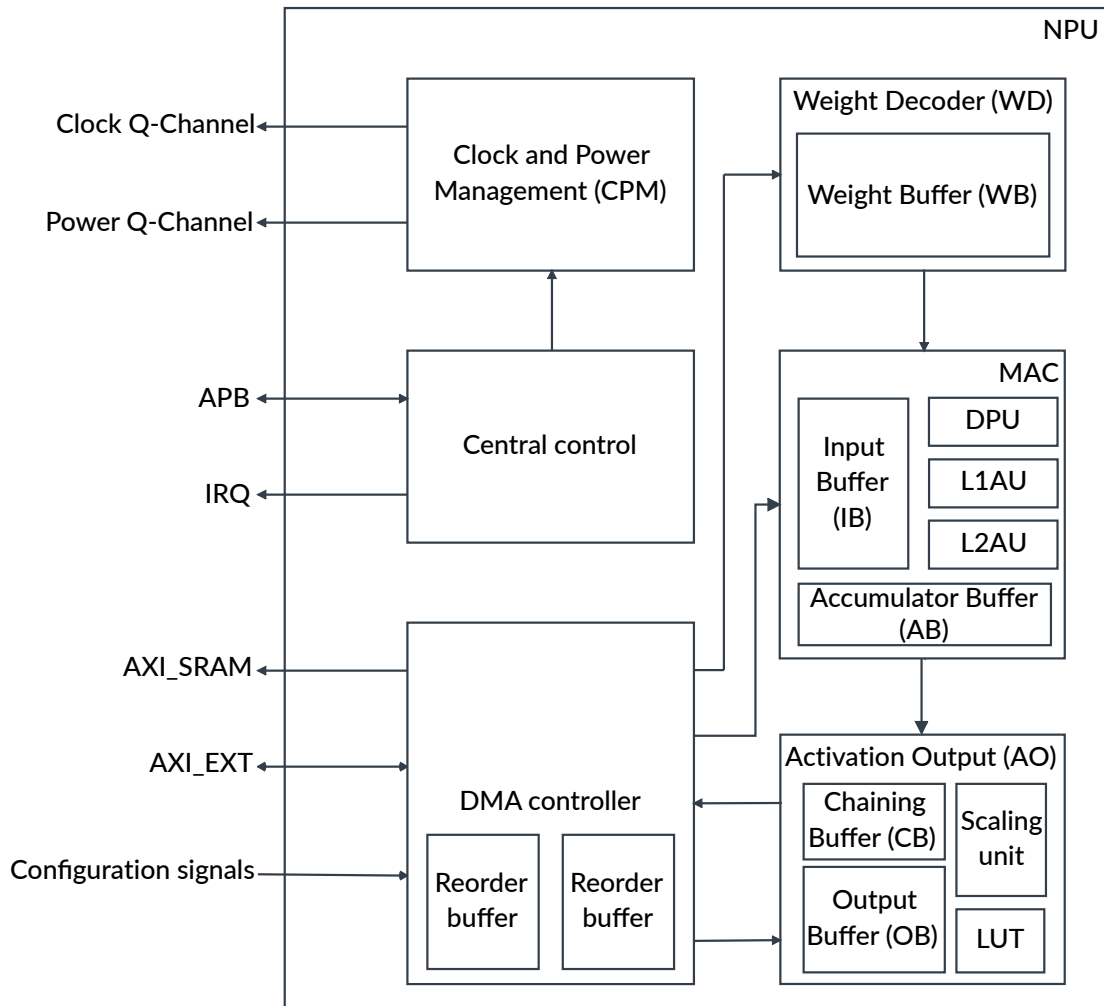 NPU
Clock Q-Channel
Power Q-Channel
Clock and Power
Management (CPM)
Weight Decoder (WD)
Weight Buffer (WB)
APB
IRQ
Central control
MAC
Input
Buffer
(IB)
DPU
L1AU
L2AU
Accumulator Buffer
(AB)
AXI_SRAM
AXI_EXT
Configuration signals
DMA controller
Reorder
buffer
Reorder
buffer
Activation Output (AO)
Chaining
Buffer (CB)
Scaling
unit
Output
Buffer (OB)
LUT